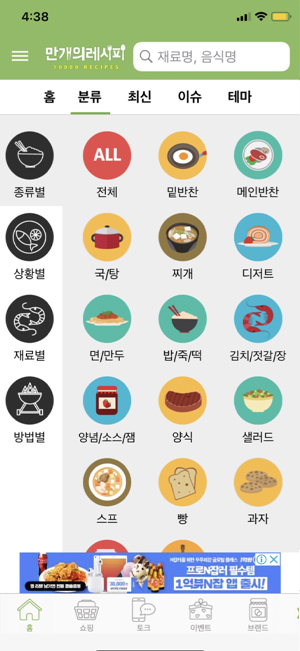 4:38
만개의레시피
10000 RECIPES
재료명, 음식명
홈 분류 최신 이슈 테마
종류별
상황별
재료별
방법별
ALL
전체 밑반찬 메인반찬
국/탕 찌개 디저트
면/만두 밥/죽/떡 김치/젓갈/장
양념/소스/잼 양식 샐러드
스프 빵 과자
프로N잡러 필수템
1억뷰N잡 앱 출시!
홈 쇼핑 토크 이벤트 브랜드